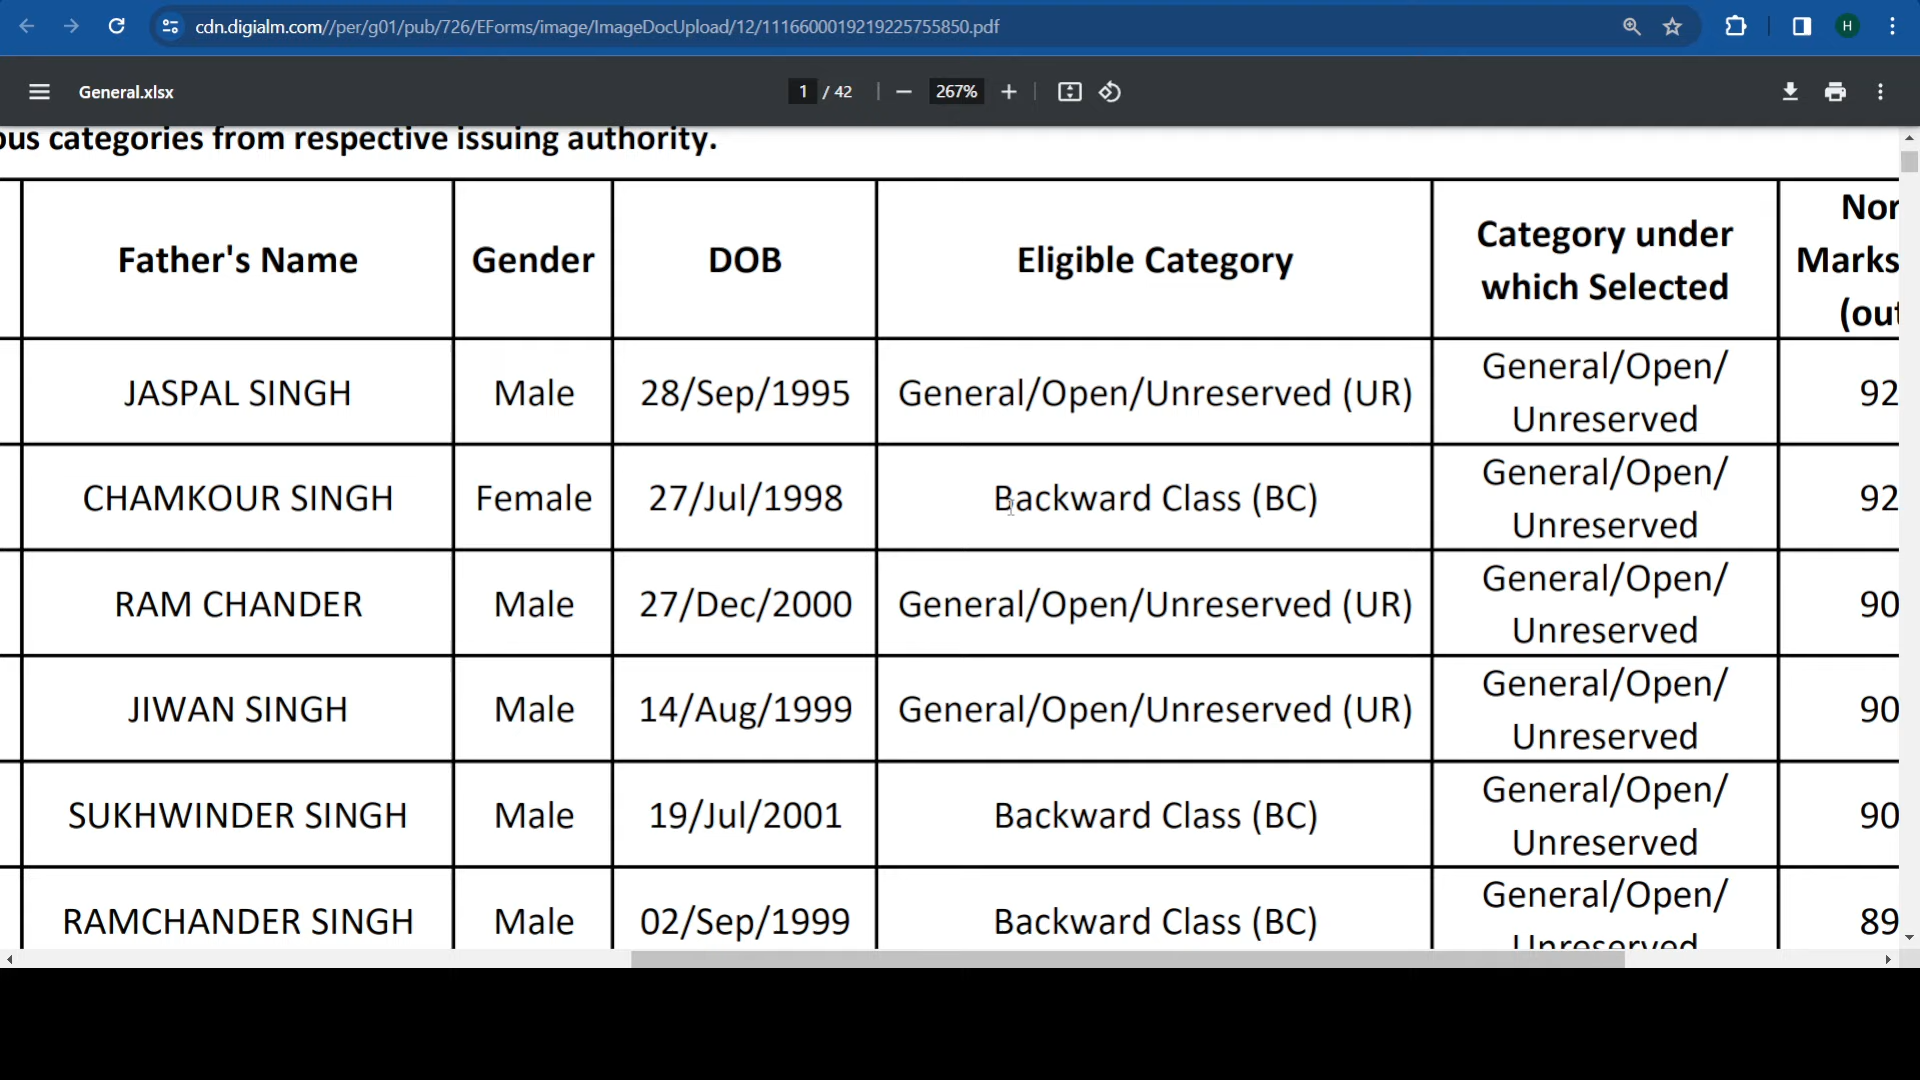 cdn.digialm.com//per/g01/pub/726/EForms/image/ImageDocUpload/12/1116600019219225755850.pdf
H
General.xlsx
1 / 42
267%
categories from respective issuing authority.
Father's Name
Gender
DOB
Eligible Category
Category under
which Selected
Marks
JASPAL SINGH
Male
28/Sep/1995
General/Open/Unreserved (UR)
General/Open/
Unreserved
92
CHAMKOUR SINGH
Female
27/Jul/1998
Backward Class (BC)
General/Open/
Unreserved
92
RAM CHANDER
Male
27/Dec/2000
General/Open/Unreserved (UR)
General/Open/
Unreserved
90
JIWAN SINGH
Male
14/Aug/1999
General/Open/Unreserved (UR)
General/Open/
Unreserved
90
SUKHWINDER SINGH
Male
19/Jul/2001
Backward Class (BC)
General/Open/
Unreserved
90
RAMCHANDER SINGH
Male
02/Sep/1999
Backward Class (BC)
General/Open/
Unreserved
89